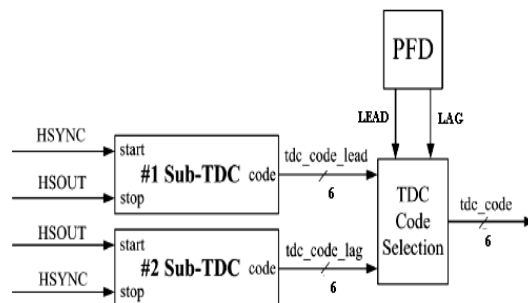 PFD
LEAD
LAG
HSYNC
start
#1 Sub-TDC
code
tdc_code_lead
6
HSOUT
stop
TDC
Code
Selection
tdc_code
6
HSOUT
start
#2 Sub-TDC
code
tdc_code_lag
6
HSYNC
stop